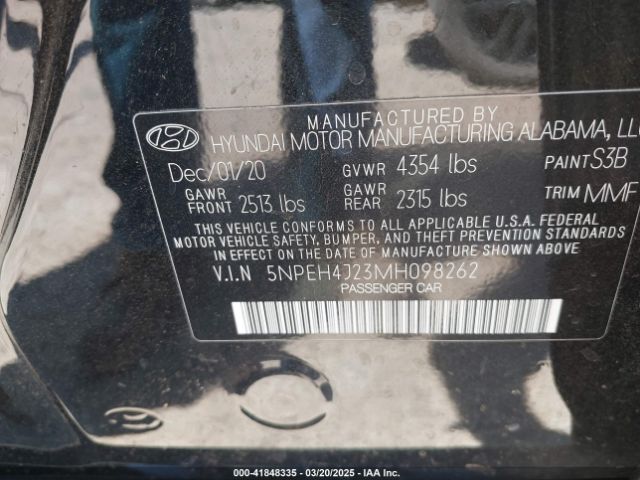 MANUFACTURED BY
HYUNDAI MOTOR MANUFACTURING ALABAMA, LLC
Dec/01/20 GVWR 4354 lbs PAINT S3B
GAWR FRONT 2513 lbs GAWR REAR 2315 lbs TRIM MMF
THIS VEHICLE CONFORMS TO ALL APPLICABLE U.S.A. FEDERAL
MOTOR VEHICLE SAFETY, BUMPER, AND THEFT PREVENTION STANDARDS
IN EFFECT ON THE DATE OF MANUFACTURE SHOWN ABOVE.
V.I.N 5NPEH4J23MH098262
PASSENGER CAR
000-41848335 - 03/20/2025 - IAA Inc.